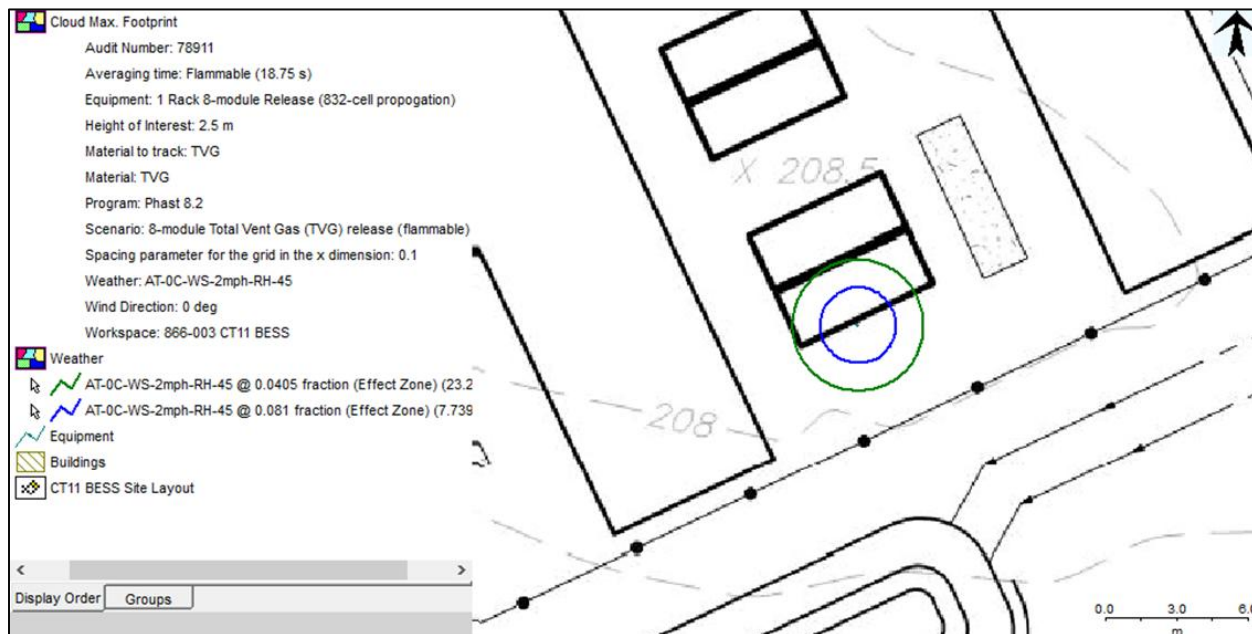 Cloud Max. Footprint
Audit Number: 78911
Averaging time: Flammable (18.75 s)
Equipment: 1 Rack 8-module Release (832-cell propogation)
Height of Interest: 2.5 m
Material to track: TVG
Material: TVG
Program: Phast 8.2
Scenario: 8-module Total Vent Gas (TVG) release (flammable)
Spacing parameter for the grid in the x dimension: 0.1
Weather: AT-0C-WS-2mph-RH-45
Wind Direction: 0 deg
Workspace: 866-003 CT11 BESS
Weather
AT-0C-WS-2mph-RH-45 @ 0.0405 fraction (Effect Zone) (23.2
AT-0C-WS-2mph-RH-45 @ 0.081 fraction (Effect Zone) (7.739
Equipment
Buildings
CT11 BESS Site Layout
Display Order Groups
X 208.5
208
0.0 3.0 6.0
m